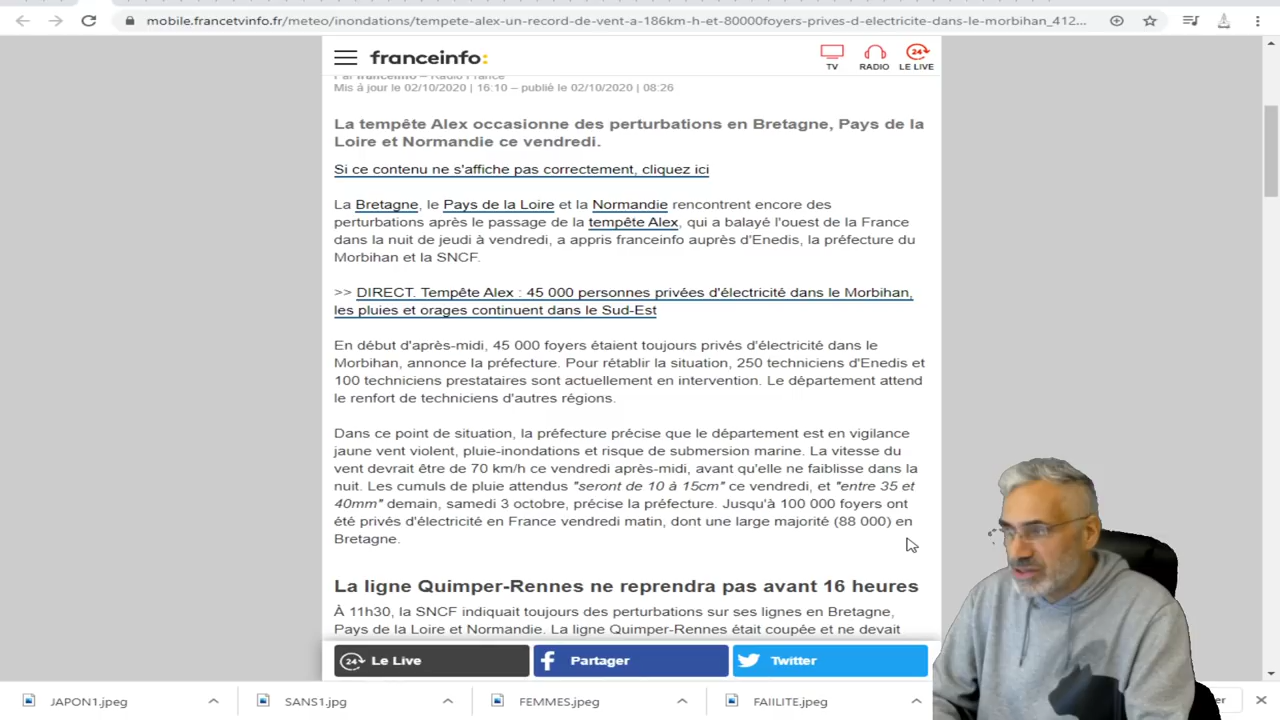 mobile.francetvinfo.fr/meteo/inondations/tempete-alex-un-record-de-vent-a-186km-h-et-80000foyers-prives-d-electricite-dans-le-morbihan_412...
franceinfo:
TV
RADIO
24
LE LIVE
Par franceinfo – Radio France
Mis à jour le 02/10/2020 | 16:10 – publié le 02/10/2020 | 08:26
La tempête Alex occasionne des perturbations en Bretagne, Pays de la
Loire et Normandie ce vendredi.
Si ce contenu ne s'affiche pas correctement, cliquez ici
La Bretagne, le Pays de la Loire et la Normandie rencontrent encore des
perturbations après le passage de la tempête Alex, qui a balayé l'ouest de la France
dans la nuit de jeudi à vendredi, a appris franceinfo auprès d'Enedis, la préfecture du
Morbihan et la SNCF.
>> DIRECT. Tempête Alex : 45 000 personnes privées d'électricité dans le Morbihan,
les pluies et orages continuent dans le Sud-Est
En début d'après-midi, 45 000 foyers étaient toujours privés d'électricité dans le
Morbihan, annonce la préfecture. Pour rétablir la situation, 250 techniciens d'Enedis et
100 techniciens prestataires sont actuellement en intervention. Le département attend
le renfort de techniciens d'autres régions.
Dans ce point de situation, la préfecture précise que le département est en vigilance
jaune vent violent, pluie-inondations et risque de submersion marine. La vitesse du
vent devrait être de 70 km/h ce vendredi après-midi, avant qu'elle ne faiblisse dans la
nuit. Les cumuls de pluie attendus "seront de 10 à 15cm" ce vendredi, et "entre 35 et
40mm" demain, samedi 3 octobre, précise la préfecture. Jusqu'à 100 000 foyers ont
été privés d'électricité en France vendredi matin, dont une large majorité (88 000) en
Bretagne.
La ligne Quimper-Rennes ne reprendra pas avant 16 heures
À 11h30, la SNCF indiquait toujours des perturbations sur ses lignes en Bretagne,
Pays de la Loire et Normandie. La ligne Quimper-Rennes était coupée et ne devait
24 Le Live
Partager
Twitter
JAPON1.jpeg
SANS1.jpg
FEMMES.jpeg
FAIILITE.jpeg